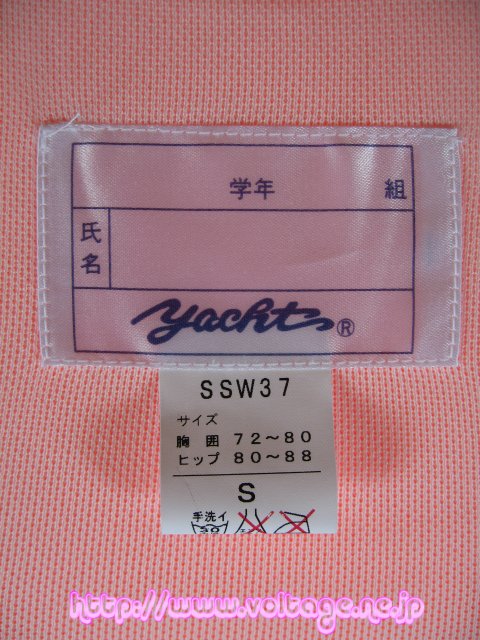 学年 組
氏名
yacht ®
SSW37
サイズ
胸囲 72～80
ヒップ 80～88
S
手洗イ
30
http://www.voltage.ne.jp